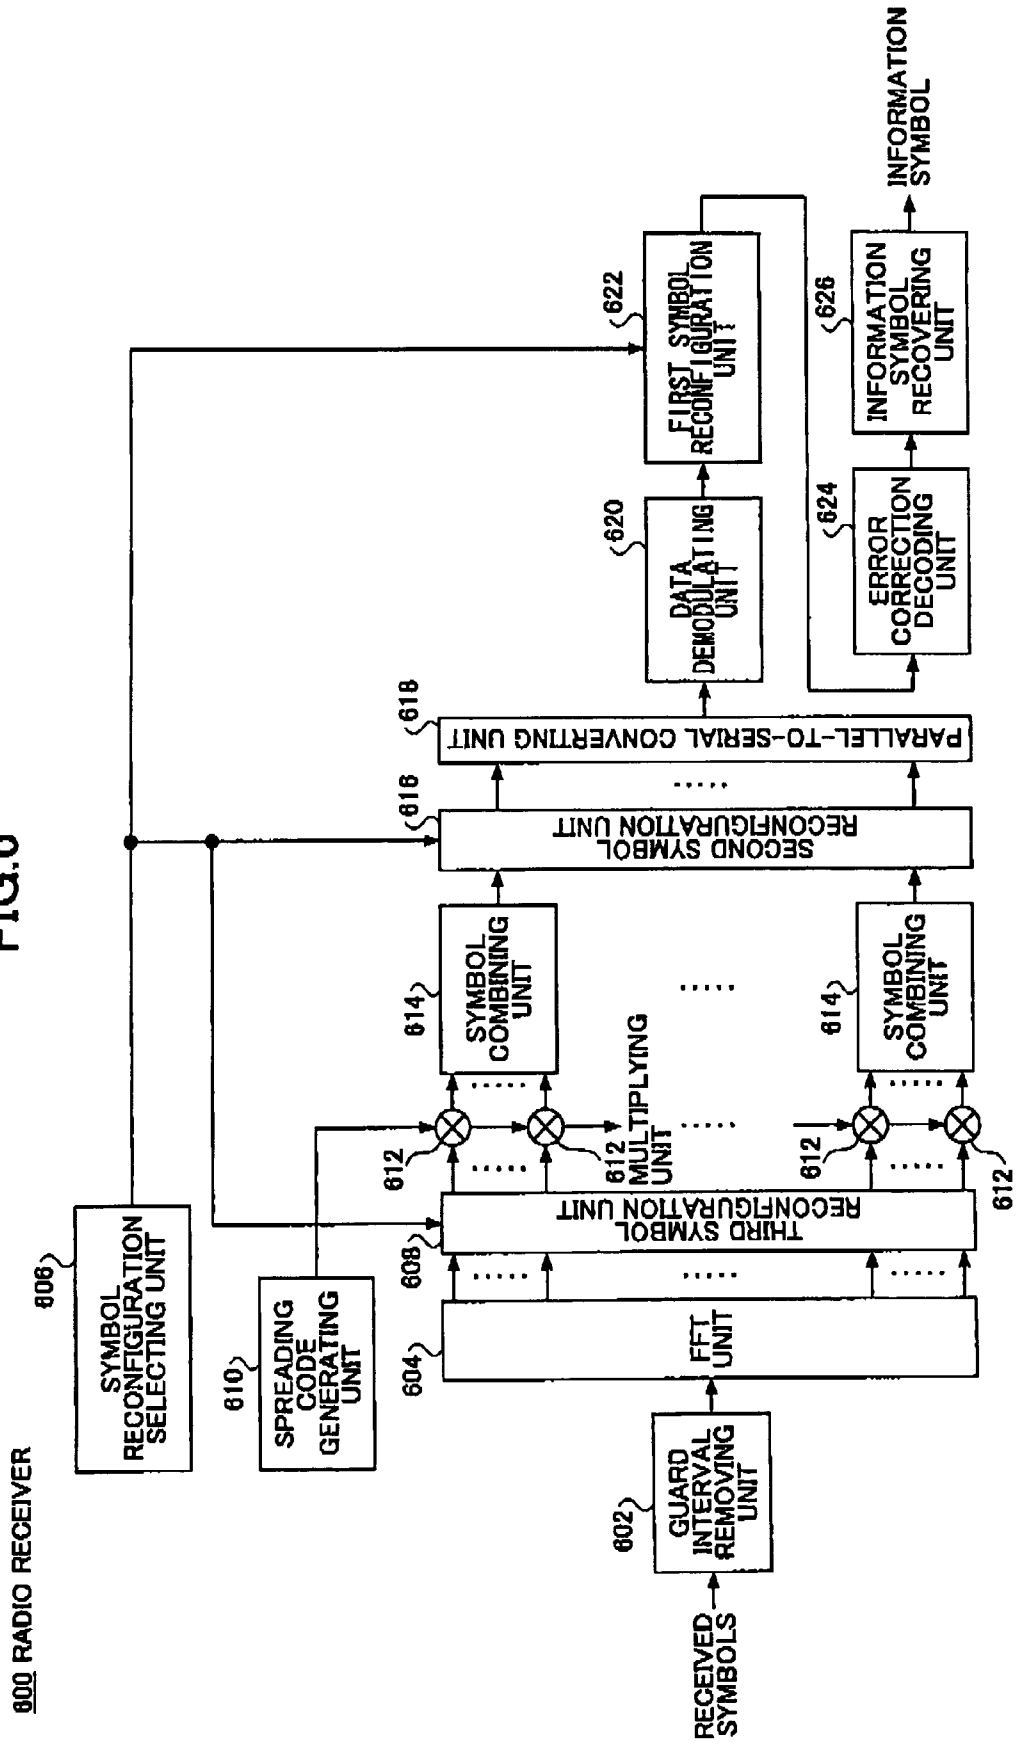 FIG.6
600 RADIO RECEIVER
606
SYMBOL
RECONFIGURATION
SELECTING UNIT
610
SPREADING
CODE
GENERATING
UNIT
RECEIVED
SYMBOLS
602
GUARD
INTERVAL
REMOVING
UNIT
604
FFT
UNIT
608
THIRD SYMBOL
RECONFIGURATION UNIT
612
612
MULTIPLYING
UNIT
612
612
614
SYMBOL
COMBINING
UNIT
614
SYMBOL
COMBINING
UNIT
616
SECOND SYMBOL
RECONFIGURATION UNIT
618
PARALLEL-TO-SERIAL CONVERTING UNIT
620
DATA
DEMODULATING
UNIT
622
FIRST SYMBOL
RECONFIGURATION
UNIT
624
ERROR
CORRECTION
DECODING
UNIT
626
INFORMATION
SYMBOL
RECOVERING
UNIT
INFORMATION
SYMBOL